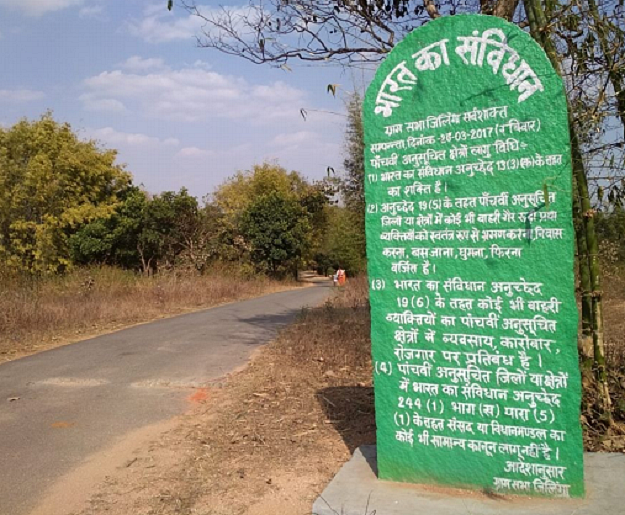 भारत का संविधान
ग्राम सभा जिलिंगा सर्वशक्ति
सम्पन्न दिनांक -26-03-2017 (रविवार)
पाँचवीं अनुसूचित क्षेत्रों लागु विधि ÷
(1) भारत का संविधान अनुच्छेद 13(3)(क) के तहत
का शक्ति है।
(2) अनुच्छेद 19(5) के तहत पाँचवीं अनुसूचित
जिलों या क्षेत्रों में कोई भी बाहरी गैर रूढ़ी प्रथा
व्यक्तियों को स्वतंत्र रूप से भ्रमण करना, निवास
करना, बस जाना, घुमना, फिरना
वर्जित है।
(3) भारत का संविधान अनुच्छेद
19(6) के तहत कोई भी बाहरी
व्यक्तियों का पाँचवीं अनुसूचित
क्षेत्रों में व्यवसाय, कारोबार,
रोजगार पर प्रतिबंध है।
(4) पाँचवीं अनुसूचित जिलों या क्षेत्रों
में भारत का संविधान अनुच्छेद
244 (1) भाग (ख) पारा (5)
(1) के तहत संसद या विधानमण्डल का
कोई भी सामान्य कानून लागू नहीं है।
आदेशानुसार
ग्राम सभा जिलिंगा